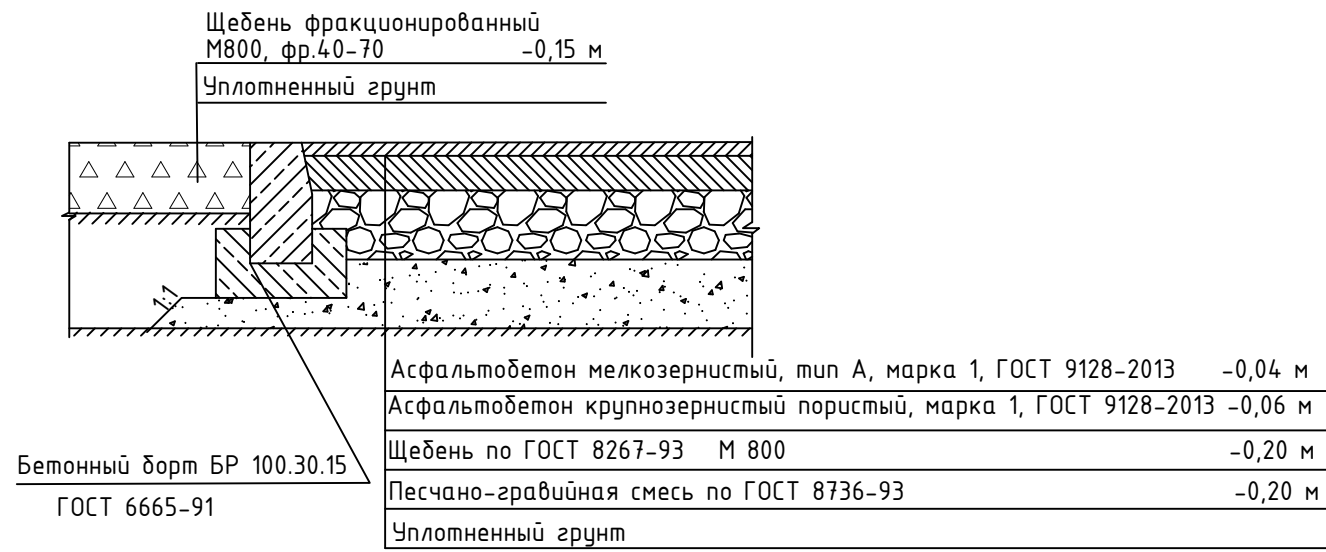 Щебень фракционированный
М800, фр.40-70 -0,15 м
Уплотненный грунт
1:1
Асфальтобетон мелкозернистый, тип А, марка 1, ГОСТ 9128-2013 -0,04 м
Асфальтобетон крупнозернистый пористый, марка 1, ГОСТ 9128-2013 -0,06 м
Щебень по ГОСТ 8267-93 М 800 -0,20 м
Песчано-гравийная смесь по ГОСТ 8736-93 -0,20 м
Уплотненный грунт
Бетонный борт БР 100.30.15
ГОСТ 6665-91